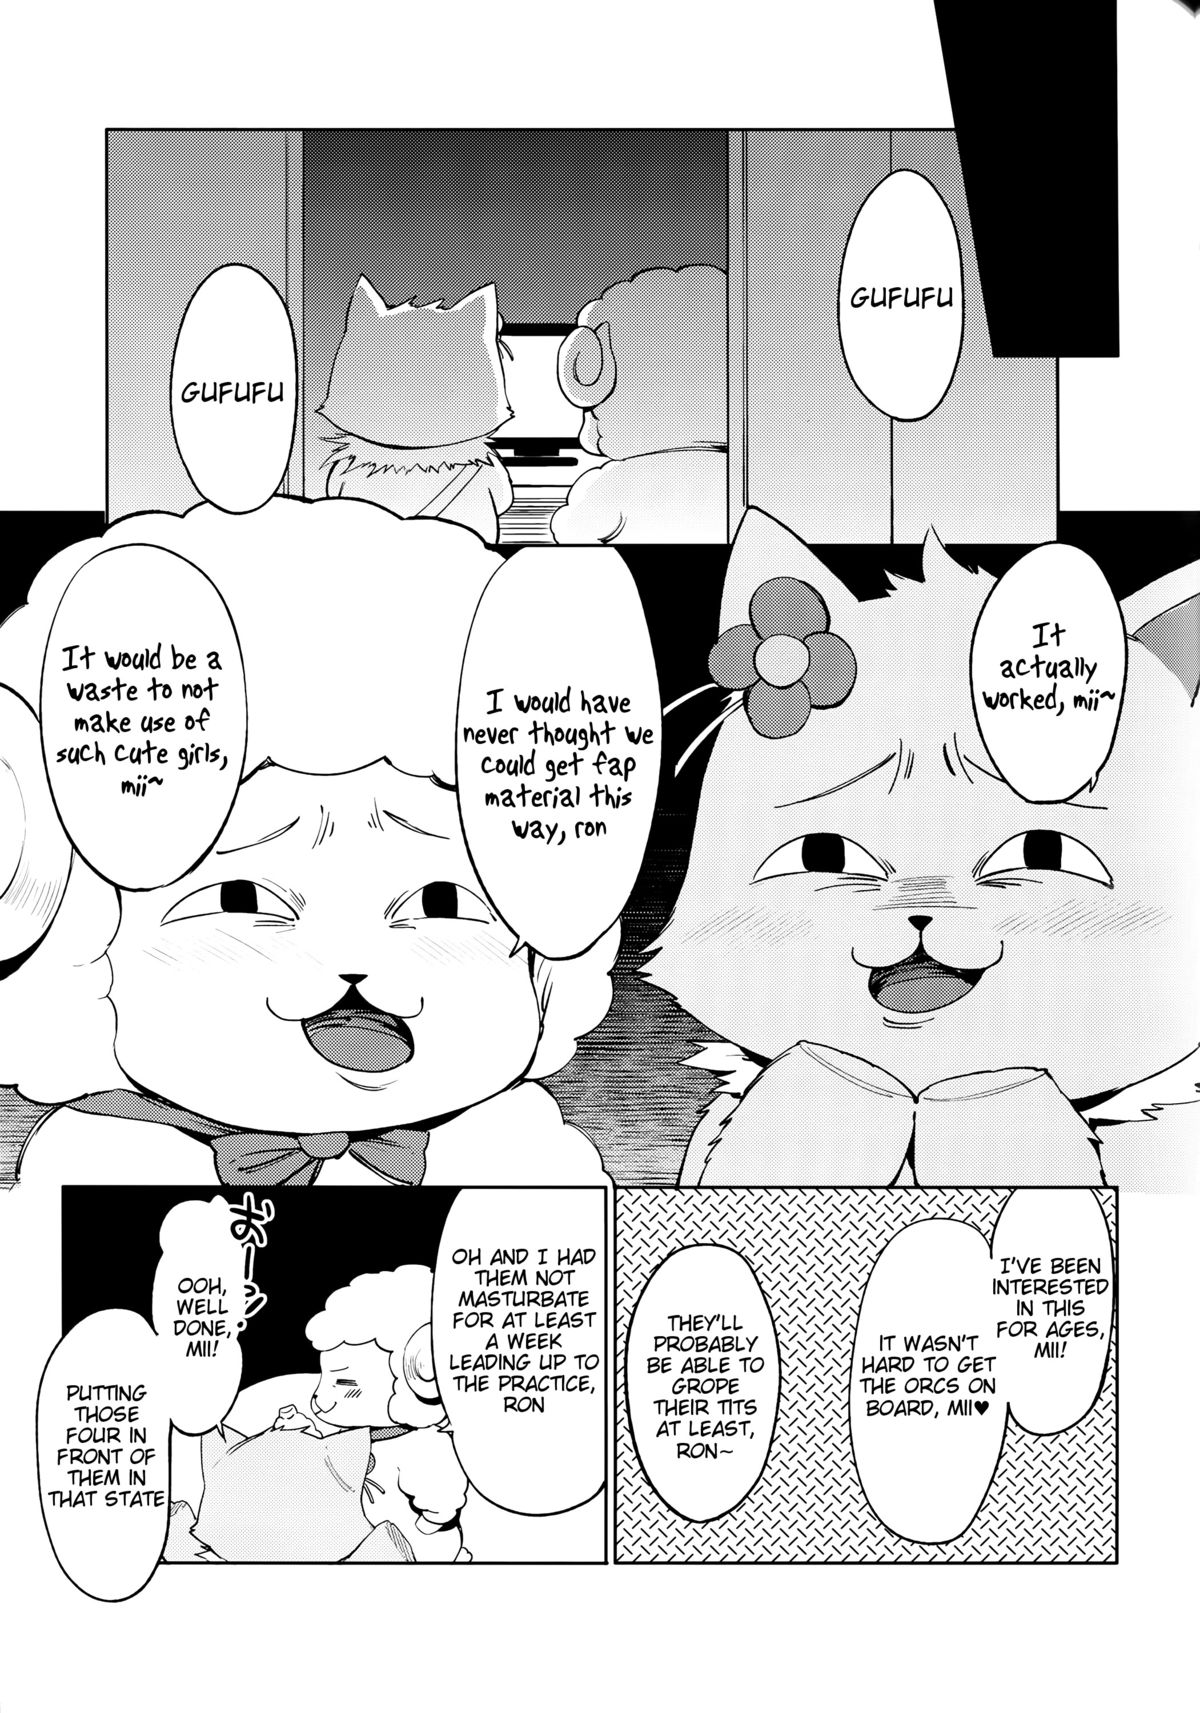 GUFUFU
GUFUFU
It
actually
worked, mii~
I would have
never thought we
could get fap
material this
way, ron
It would be a
waste to not
make use of
such cute girls,
mii~
I'VE BEEN
INTERESTED
IN THIS
FOR AGES,
MII!
IT WASN'T
HARD TO GET
THE ORCS ON
BOARD, MII♥
THEY'LL
PROBABLY
BE ABLE TO
GROPE
THEIR TITS
AT LEAST,
RON~
OH AND I HAD
THEM NOT
MASTURBATE
FOR AT LEAST
A WEEK
LEADING UP TO
THE PRACTICE,
RON
OOH,
WELL
DONE,
MII!
PUTTING
THOSE
FOUR IN
FRONT OF
THEM IN
THAT STATE